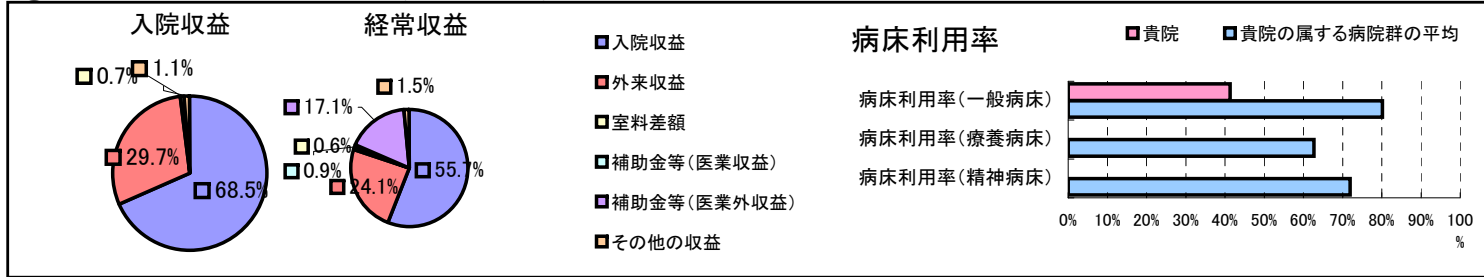 入院収益
0.7%
1.1%
29.7%
68.5%
経常収益
1.5%
17.1%
0.6%
0.9%
24.1%
55.7%
入院収益
外来収益
室料差額
補助金等(医業収益)
補助金等(医業外収益)
その他の収益
病床利用率
貴院
貴院の属する病院群の平均
病床利用率(一般病床)
病床利用率(療養病床)
病床利用率(精神病床)
0% 10% 20% 30% 40% 50% 60% 70% 80% 90% 100
%